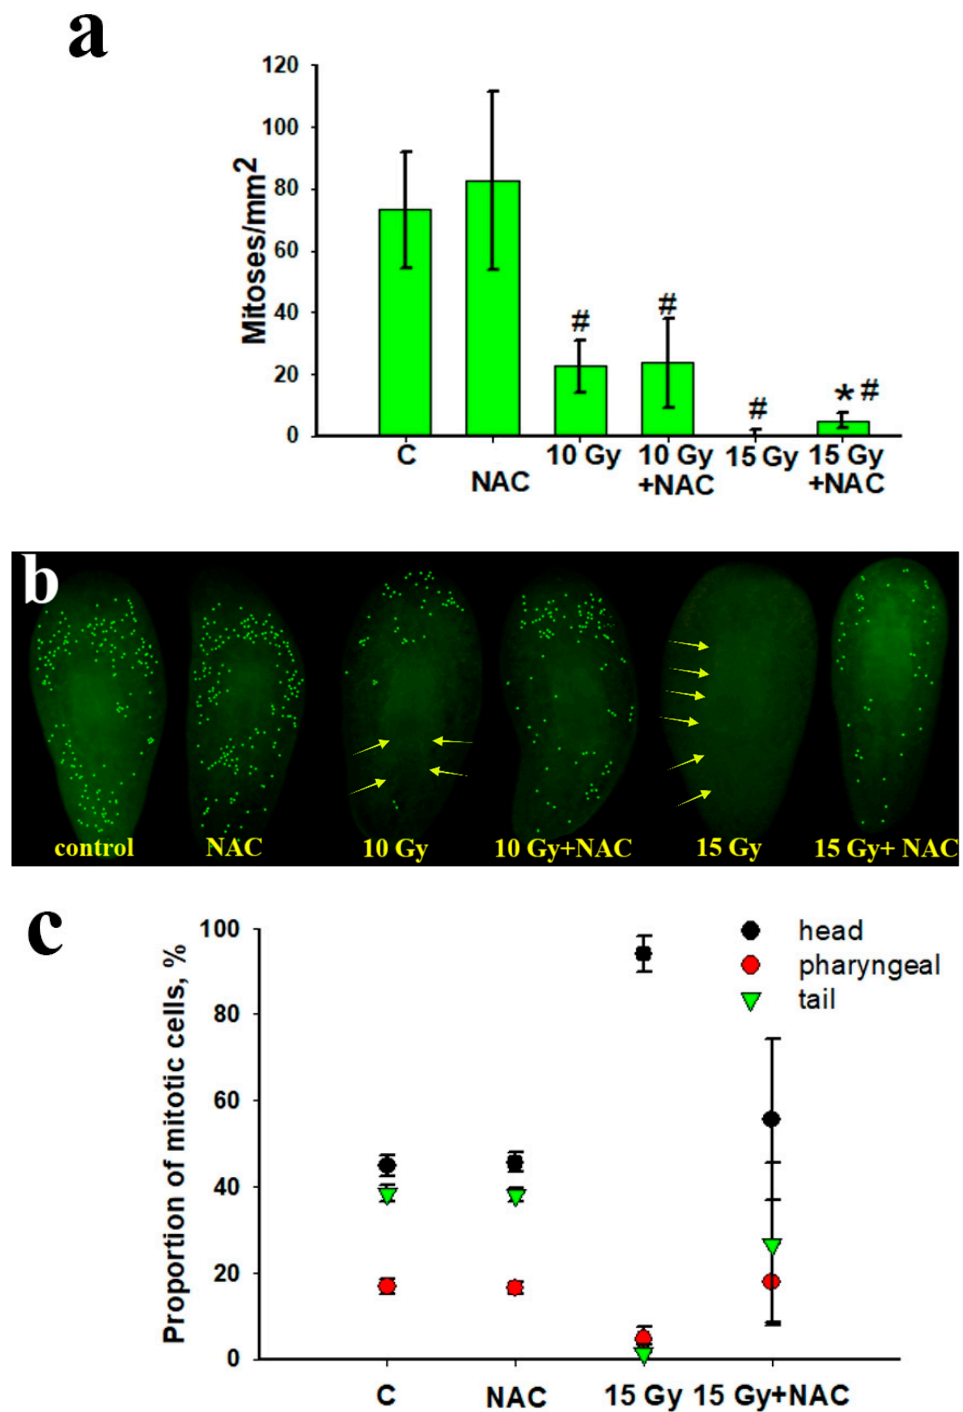 a
120
100
80
60
40
20
0
Mitoses/mm2
# # # * #
C NAC 10 Gy 10 Gy 15 Gy 15 Gy
+NAC +NAC
b
control NAC 10 Gy 10 Gy+NAC 15 Gy 15 Gy+ NAC
c
100
80
60
40
20
0
Proportion of mitotic cells, %
head
pharyngeal
tail
C NAC 15 Gy 15 Gy+NAC